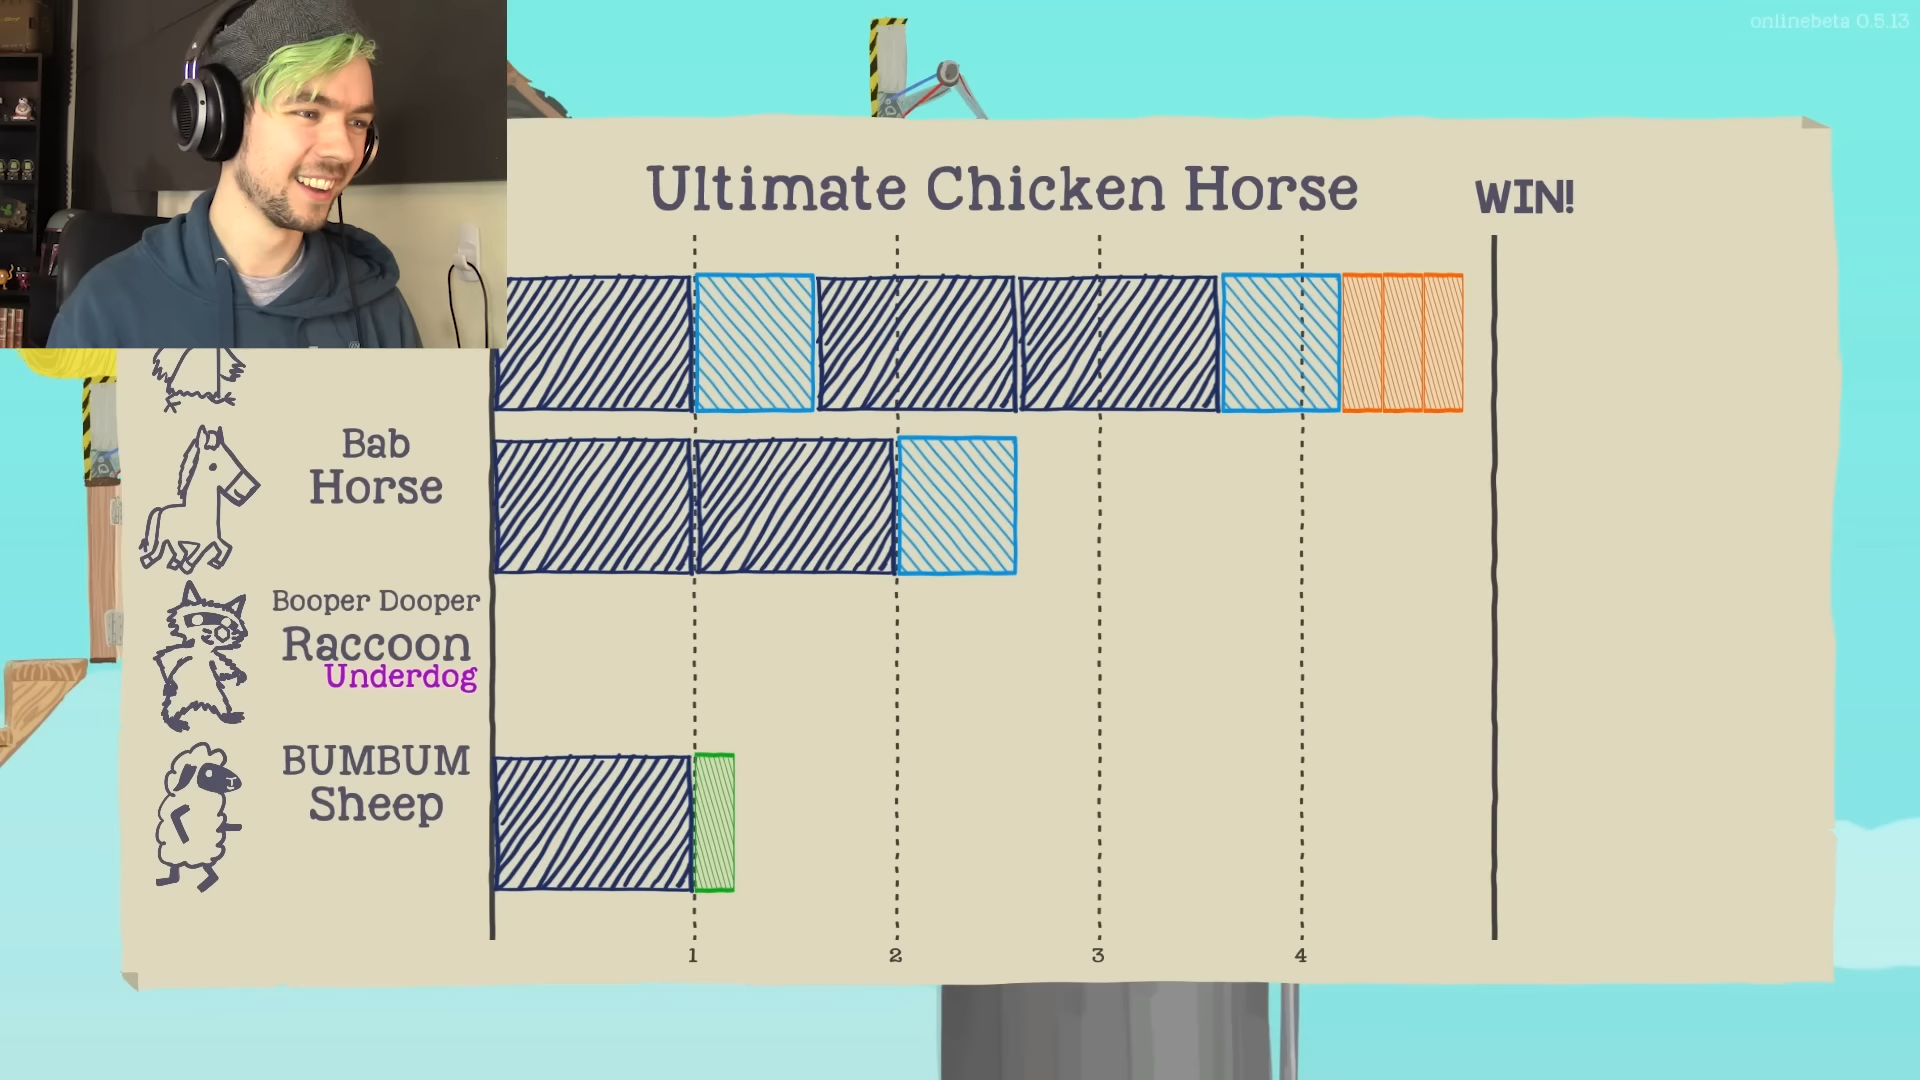 onlinebeta 0.5.13
Ultimate Chicken Horse
WIN!
Bab
Horse
Booper Dooper
Raccoon
Underdog
BUMBUM
Sheep
1 2 3 4